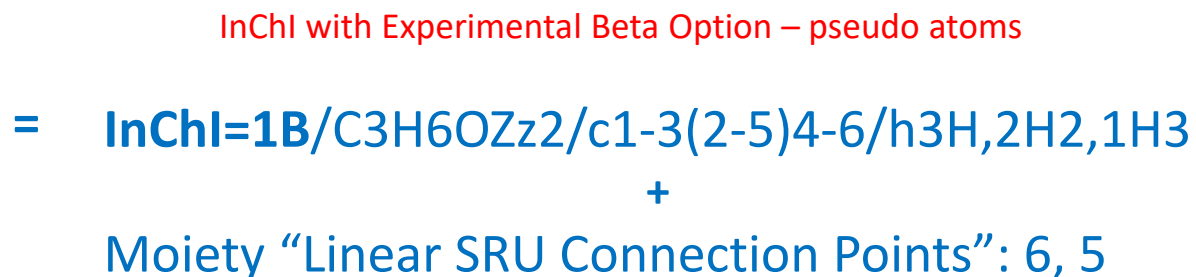 InChI with Experimental Beta Option – pseudo atoms
= InChI=1B/C3H6OZz2/c1-3(2-5)4-6/h3H,2H2,1H3
+
Moiety “Linear SRU Connection Points”: 6, 5